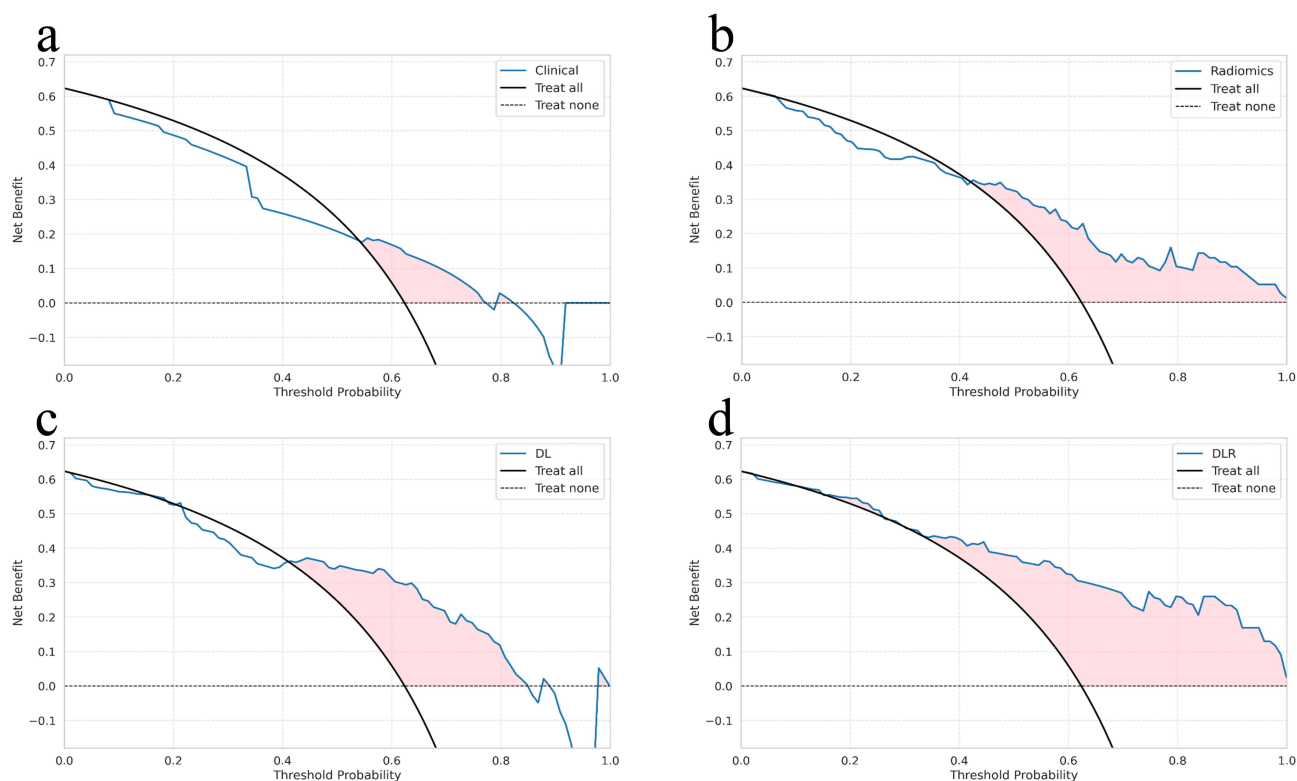 a
0.7
0.6
0.5
0.4
0.3
0.2
0.1
0.0
−0.1
Net Benefit
Clinical
Treat all
Treat none
0.0 0.2 0.4 0.6 0.8 1.0
Threshold Probability
b
0.7
0.6
0.5
0.4
0.3
0.2
0.1
0.0
−0.1
Net Benefit
Radiomics
Treat all
Treat none
0.0 0.2 0.4 0.6 0.8 1.0
Threshold Probability
c
0.7
0.6
0.5
0.4
0.3
0.2
0.1
0.0
−0.1
Net Benefit
DL
Treat all
Treat none
0.0 0.2 0.4 0.6 0.8 1.0
Threshold Probability
d
0.7
0.6
0.5
0.4
0.3
0.2
0.1
0.0
−0.1
Net Benefit
DLR
Treat all
Treat none
0.0 0.2 0.4 0.6 0.8 1.0
Threshold Probability